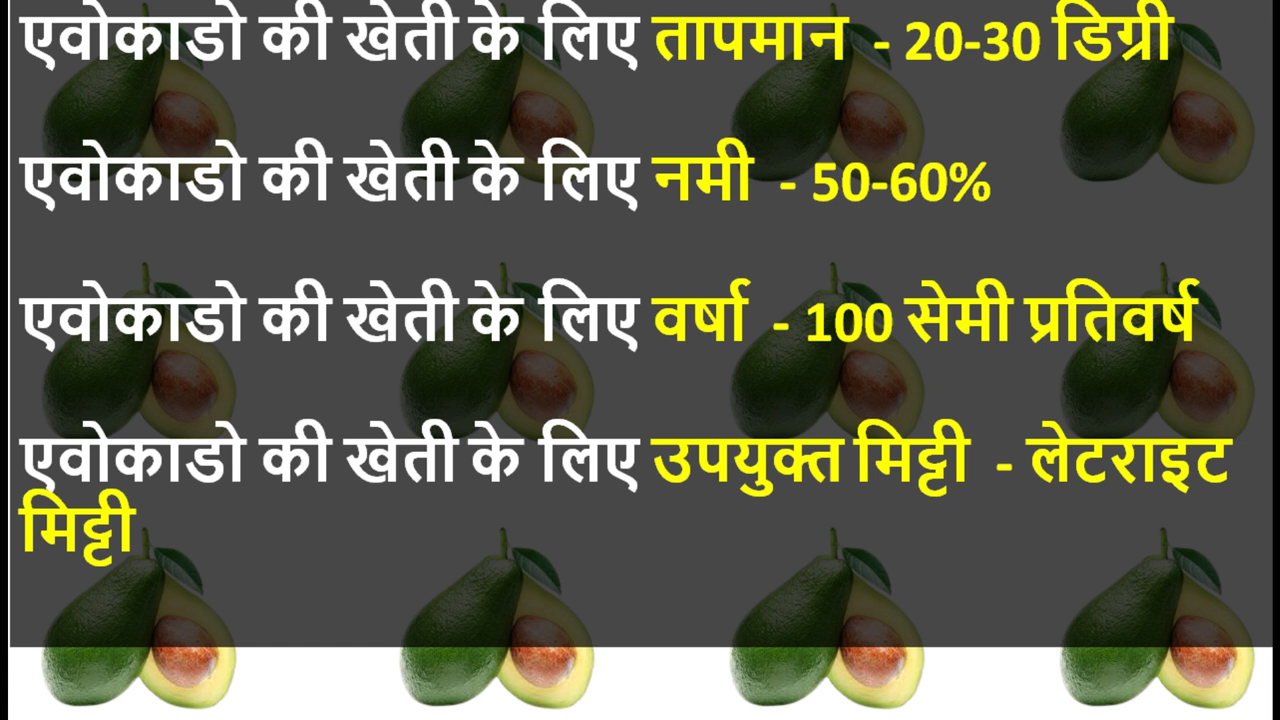 एवोकाडो की खेती के लिए तापमान - 20-30 डिग्री
एवोकाडो की खेती के लिए नमी - 50-60%
एवोकाडो की खेती के लिए वर्षा - 100 सेमी प्रतिवर्ष
एवोकाडो की खेती के लिए उपयुक्त मिट्टी - लेटराइट
मिट्टी